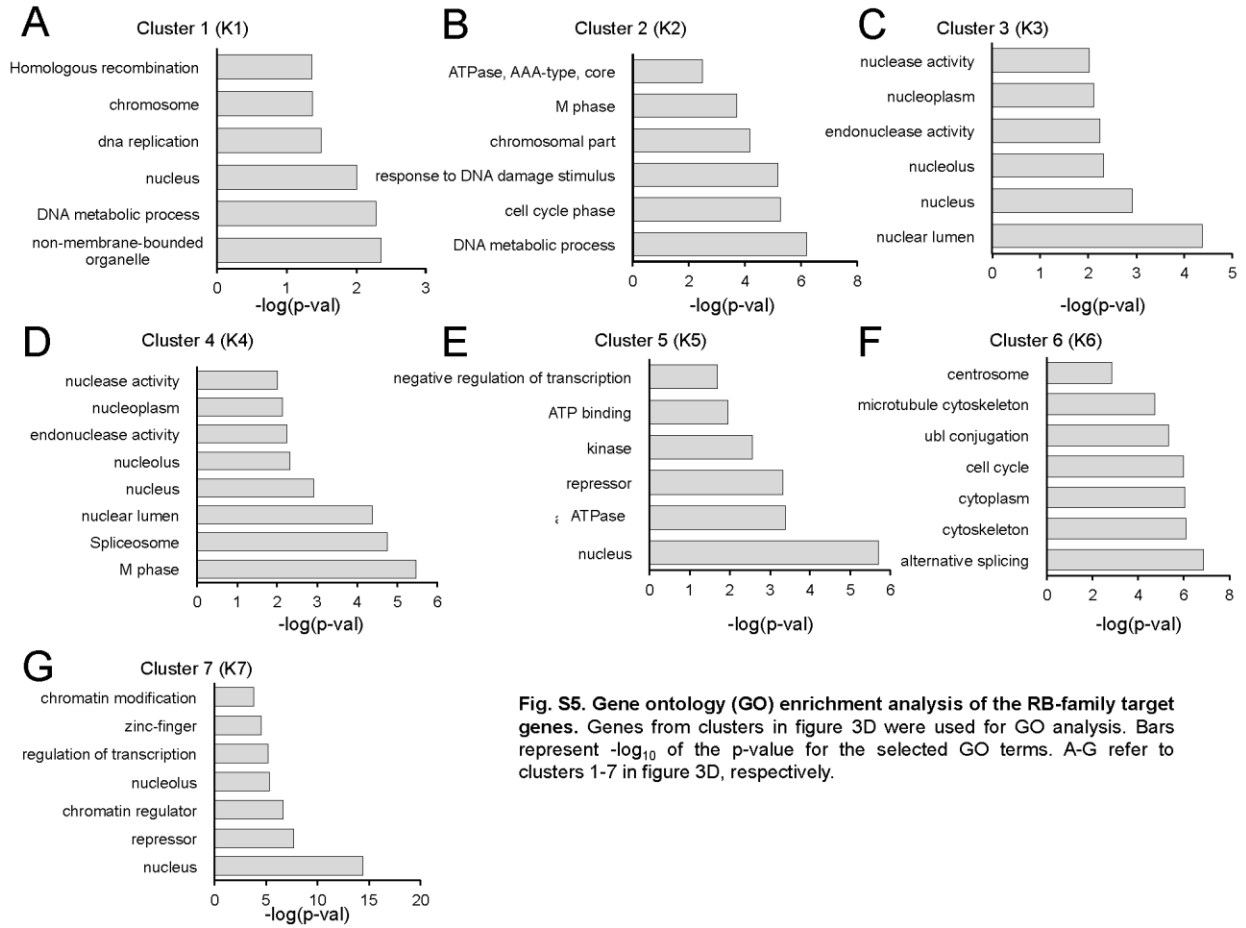 A
Cluster 1 (K1)
Homologous recombination
chromosome
dna replication
nucleus
DNA metabolic process
non-membrane-bounded
organelle
0 1 2 3
-log(p-val)
B
Cluster 2 (K2)
ATPase, AAA-type, core
M phase
chromosomal part
response to DNA damage stimulus
cell cycle phase
DNA metabolic process
0 2 4 6 8
-log(p-val)
C
Cluster 3 (K3)
nuclease activity
nucleoplasm
endonuclease activity
nucleolus
nucleus
nuclear lumen
0 1 2 3 4 5
-log(p-val)
D
Cluster 4 (K4)
nuclease activity
nucleoplasm
endonuclease activity
nucleolus
nucleus
nuclear lumen
Spliceosome
M phase
0 1 2 3 4 5 6
-log(p-val)
E
Cluster 5 (K5)
negative regulation of transcription
ATP binding
kinase
repressor
ATPase
nucleus
0 1 2 3 4 5 6
-log(p-val)
F
Cluster 6 (K6)
centrosome
microtubule cytoskeleton
ubl conjugation
cell cycle
cytoplasm
cytoskeleton
alternative splicing
0 2 4 6 8
-log(p-val)
G
Cluster 7 (K7)
chromatin modification
zinc-finger
regulation of transcription
nucleolus
chromatin regulator
repressor
nucleus
0 5 10 15 20
-log(p-val)
Fig. S5. Gene ontology (GO) enrichment analysis of the RB-family target
genes. Genes from clusters in figure 3D were used for GO analysis. Bars
represent -log10 of the p-value for the selected GO terms. A-G refer to
clusters 1-7 in figure 3D, respectively.